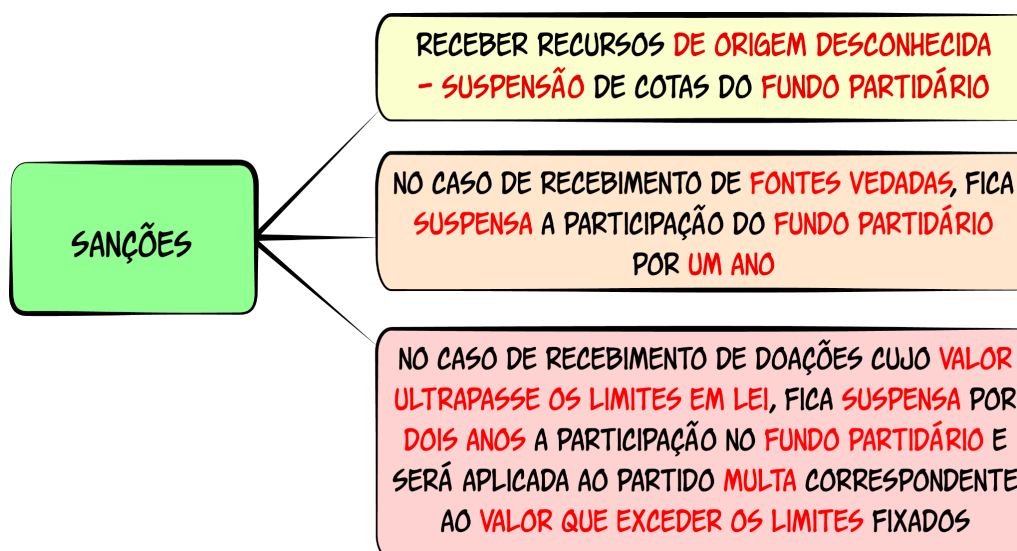 RECEBER RECURSOS DE ORIGEM DESCONHECIDA
- SUSPENSÃO DE COTAS DO FUNDO PARTIDÁRIO
SANÇÕES
NO CASO DE RECEBIMENTO DE FONTES VEDADAS, FICA
SUSPENSA A PARTICIPAÇÃO DO FUNDO PARTIDÁRIO
POR UM ANO
NO CASO DE RECEBIMENTO DE DOAÇÕES CUJO VALOR
ULTRAPASSE OS LIMITES EM LEI, FICA SUSPENSA POR
DOIS ANOS A PARTICIPAÇÃO NO FUNDO PARTIDÁRIO E
SERÁ APLICADA AO PARTIDO MULTA CORRESPONDENTE
AO VALOR QUE EXCEDER OS LIMITES FIXADOS